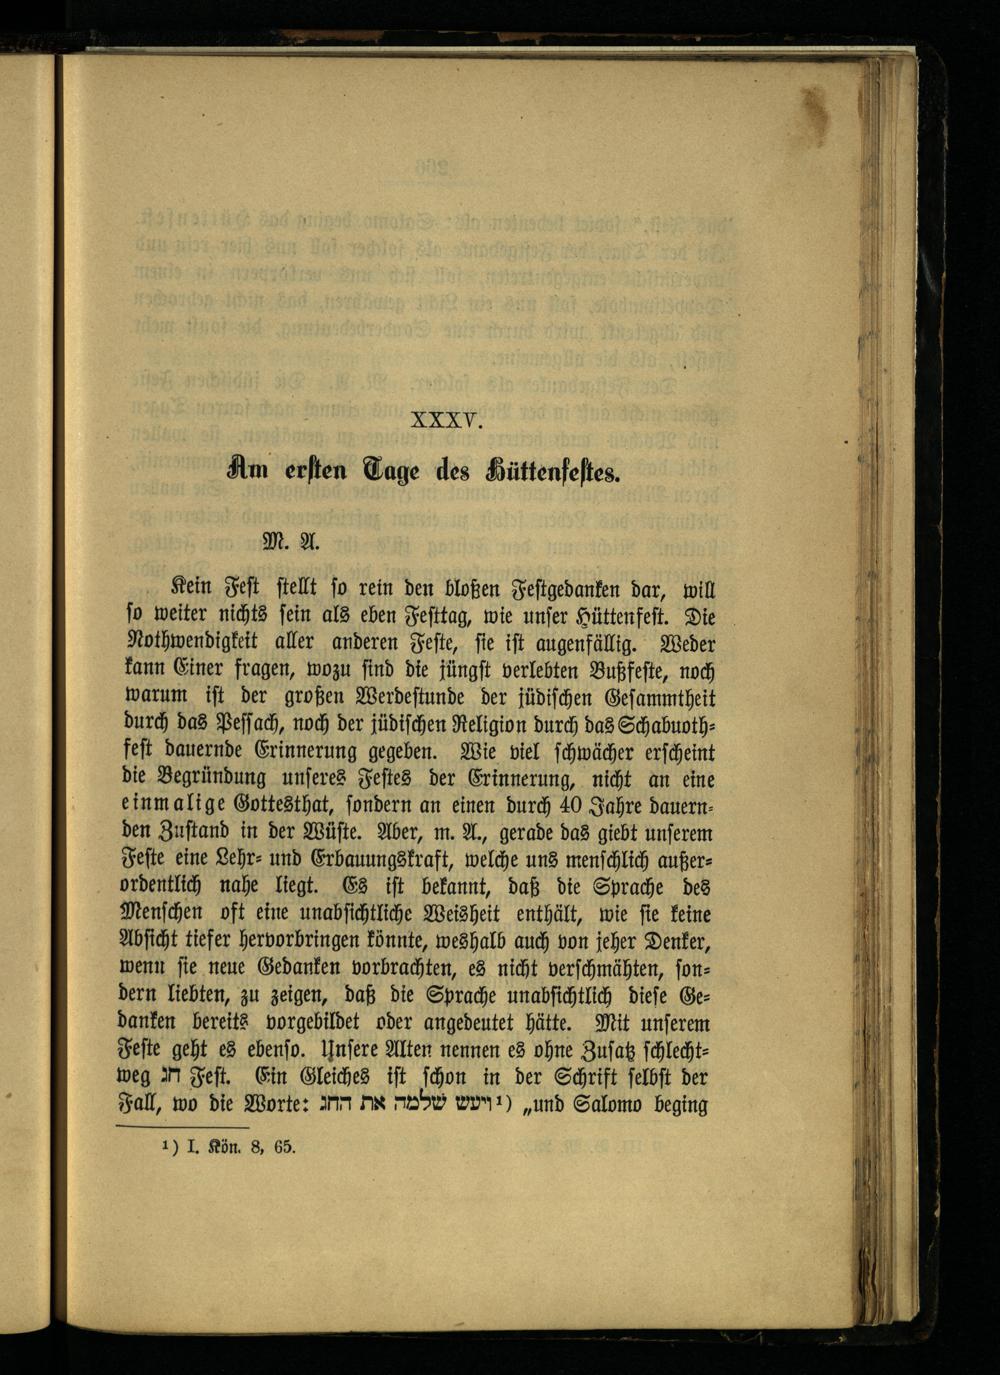 XXXV.
Am ersten Tage des Hüttenfestes.
M. A.
Kein Fest stellt so rein den bloßen Festgedanken dar, will
so weiter nichts sein als eben Festtag, wie unser Hüttenfest. Die
Nothwendigkeit aller anderen Feste, sie ist augenfällig. Weder
kann Einer fragen, wozu sind die jüngst verlebten Bußfeste, noch
warum ist der großen Werdestunde der jüdischen Gesammtheit
durch das Pessach, noch der jüdischen Religion durch das Schabuoth-
fest dauernde Erinnerung gegeben. Wie viel schwächer erscheint
die Begründung unseres Festes der Erinnerung, nicht an eine
einmalige Gottesthat, sondern an einen durch 40 Jahre dauern-
den Zustand in der Wüste. Aber, m. A., gerade das giebt unserem
Feste eine Lehr- und Erbauungskraft, welche uns menschlich außer-
ordentlich nahe liegt. Es ist bekannt, daß die Sprache des
Menschen oft eine unabsichtliche Weisheit enthält, wie sie keine
Absicht tiefer hervorbringen könnte, weshalb auch von jeher Denker,
wenn sie neue Gedanken vorbrachten, es nicht verschmähten, son-
dern liebten, zu zeigen, daß die Sprache unabsichtlich diese Ge-
danken bereits vorgebildet oder angedeutet hätte. Mit unserem
Feste geht es ebenso. Unsere Alten nennen es ohne Zusatz schlecht-
weg חג Fest. Ein Gleiches ist schon in der Schrift selbst der
Fall, wo die Worte: ויעש שלמה את החג ¹) „und Salomo beging
¹) I. Kön. 8, 65.